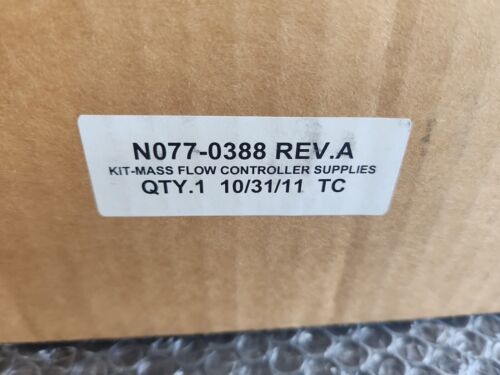 N077-0388 REV.A
KIT-MASS FLOW CONTROLLER SUPPLIES
QTY.1 10/31/11 TC